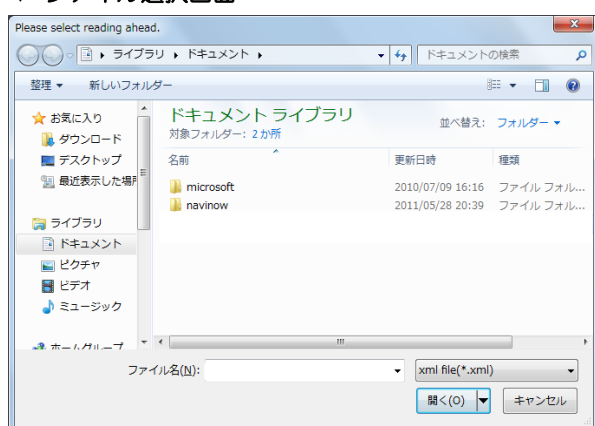 Please select reading ahead.
ライブラリ ▸ ドキュメント ▸
ドキュメントの検索
整理 ▼ 新しいフォルダー
お気に入り
ダウンロード
デスクトップ
最近表示した場所
ライブラリ
ドキュメント
ピクチャ
ビデオ
ミュージック
ホームグループ
ドキュメント ライブラリ
対象フォルダー: 2 か所
並べ替え: フォルダー ▼
名前 更新日時 種類
microsoft 2010/07/09 16:16 ファイル フォル...
navinow 2011/05/28 20:39 ファイル フォル...
ファイル名(N):
xml file(*.xml)
開く(O) キャンセル